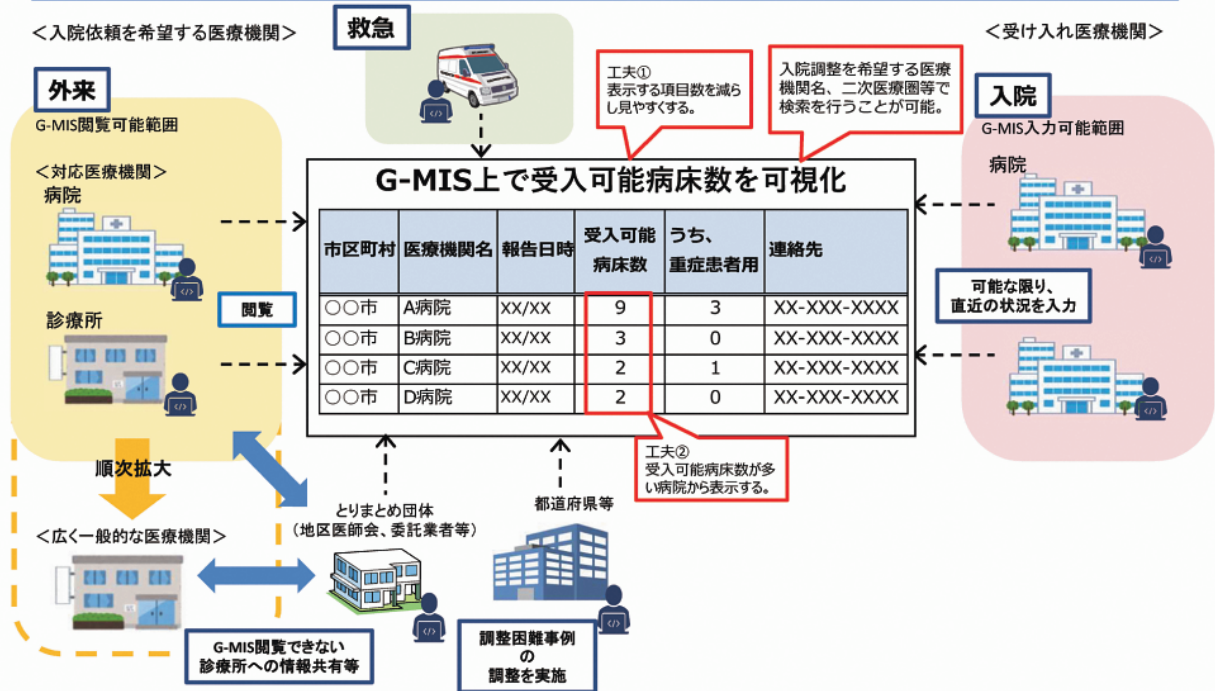 ＜入院依頼を希望する医療機関＞
救急
＜受け入れ医療機関＞
外来
G-MIS閲覧可能範囲
＜対応医療機関＞
病院
診療所
閲覧
工夫①
表示する項目数を減ら
し見やすくする。
入院調整を希望する医療
機関名、二次医療圏等で
検索を行うことが可能。
入院
G-MIS入力可能範囲
病院
可能な限り、
直近の状況を入力
G-MIS上で受入可能病床数を可視化
市区町村 医療機関名 報告日時 受入可能病床数 うち、重症患者用 連絡先
○○市 A病院 XX/XX 9 3 XX-XXX-XXXX
○○市 B病院 XX/XX 3 0 XX-XXX-XXXX
○○市 C病院 XX/XX 2 1 XX-XXX-XXXX
○○市 D病院 XX/XX 2 0 XX-XXX-XXXX
工夫②
受入可能病床数が多
い病院から表示する。
順次拡大
＜広く一般的な医療機関＞
とりまとめ団体
（地区医師会、委託業者等）
都道府県等
G-MIS閲覧できない
診療所への情報共有等
調整困難事例
の
調整を実施